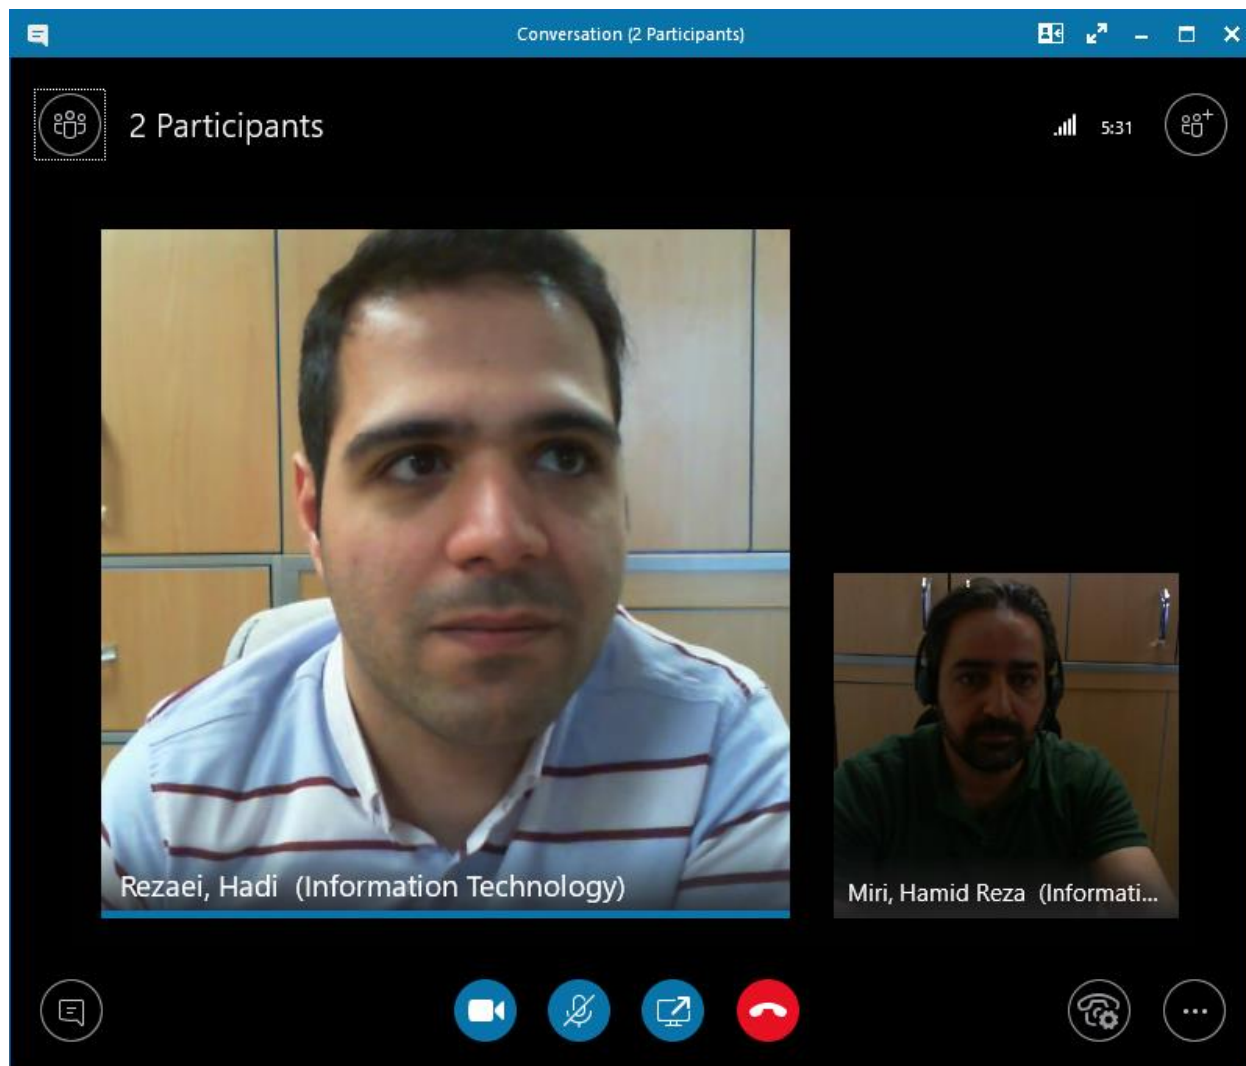 Conversation (2 Participants)
2 Participants
5:31
Rezaei, Hadi (Information Technology)
Miri, Hamid Reza (Informati...